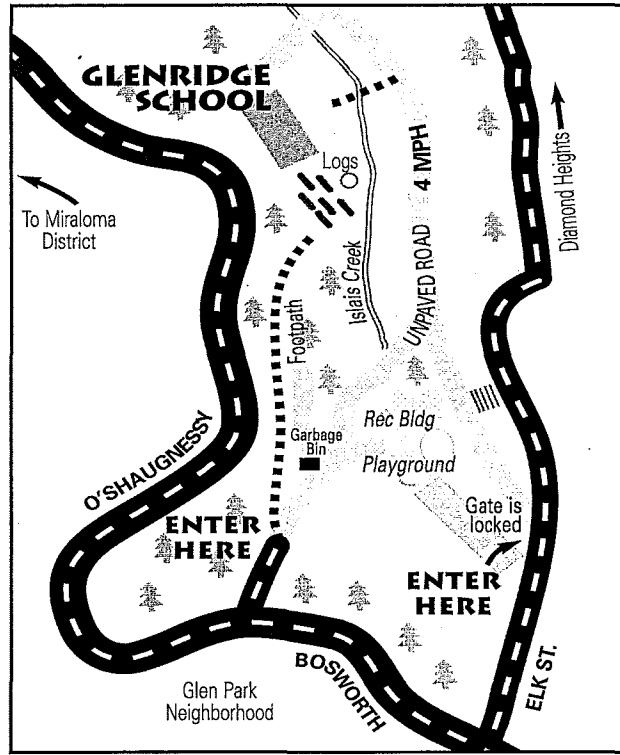 GLENRIDGE
SCHOOL
Logs
4 MPH
UNPAVED ROAD
Diamond Heights
To Miraloma
District
Islais Creek
Footpath
Rec Bldg
Garbage
Bin
Playground
O'SHAUGNESSY
Gate is
locked
ENTER
HERE
ENTER
HERE
BOSWORTH
ELK ST.
Glen Park
Neighborhood